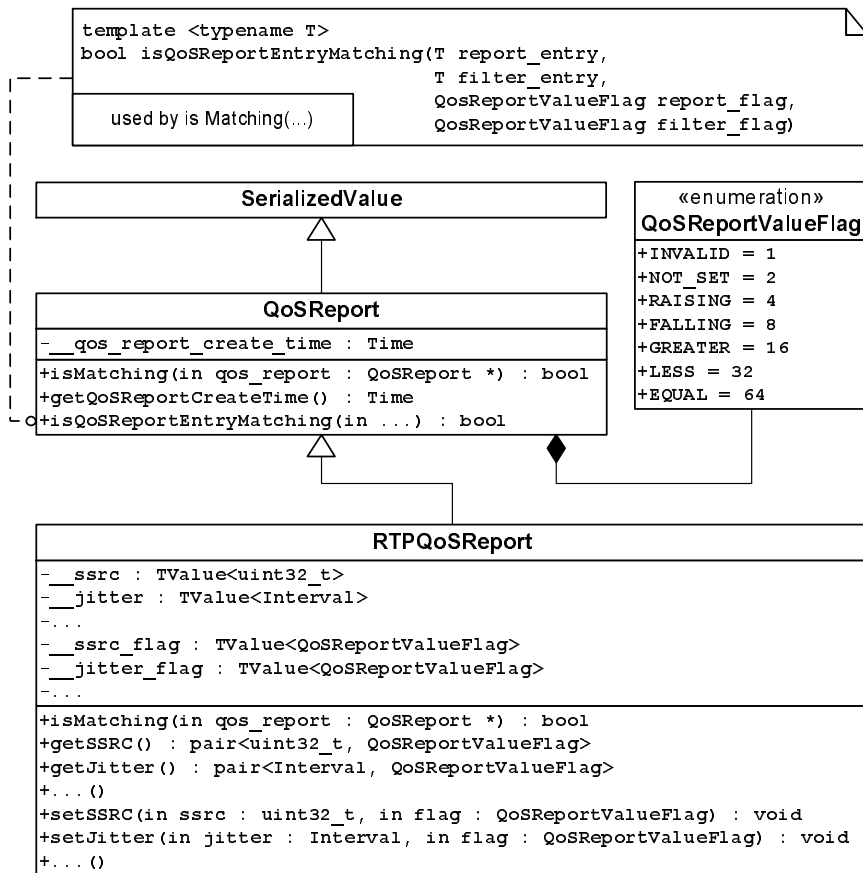 template <typename T>
bool isQoSReportEntryMatching(T report_entry,
T filter_entry,
QosReportValueFlag report_flag,
QosReportValueFlag filter_flag)
used by is Matching(...)
SerializedValue
«enumeration»
QoSReportValueFlag
+INVALID = 1
+NOT_SET = 2
+RAISING = 4
+FALLING = 8
+GREATER = 16
+LESS = 32
+EQUAL = 64
QoSReport
-__qos_report_create_time : Time
+isMatching(in qos_report : QoSReport *) : bool
+getQoSReportCreateTime() : Time
+isQoSReportEntryMatching(in ...) : bool
RTPQoSReport
-__ssrc : TValue<uint32_t>
-__jitter : TValue<Interval>
-...
-__ssrc_flag : TValue<QoSReportValueFlag>
-__jitter_flag : TValue<QoSReportValueFlag>
-...
+isMatching(in qos_report : QoSReport *) : bool
+getSSRC() : pair<uint32_t, QoSReportValueFlag>
+getJitter() : pair<Interval, QoSReportValueFlag>
+...()
+setSSRC(in ssrc : uint32_t, in flag : QoSReportValueFlag) : void
+setJitter(in jitter : Interval, in flag : QoSReportValueFlag) : void
+...()